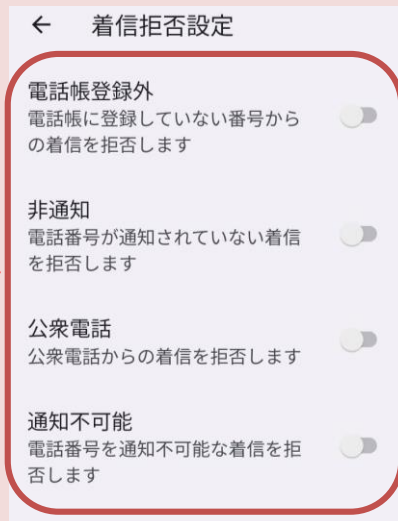 ← 着信拒否設定
電話帳登録外
電話帳に登録していない番号から
の着信を拒否します
非通知
電話番号が通知されていない着信
を拒否します
公衆電話
公衆電話からの着信を拒否します
通知不可能
電話番号を通知不可能な着信を拒
否します